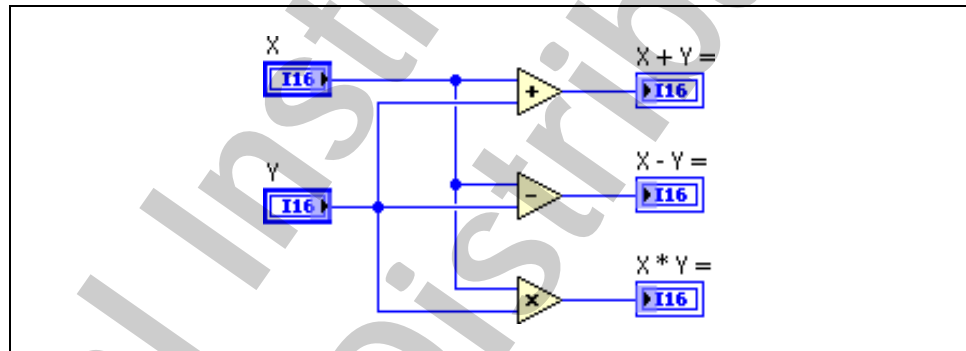 X
I16
X + Y =
+
I16
Y
I16
X - Y =
-
I16
X * Y =
x
I16